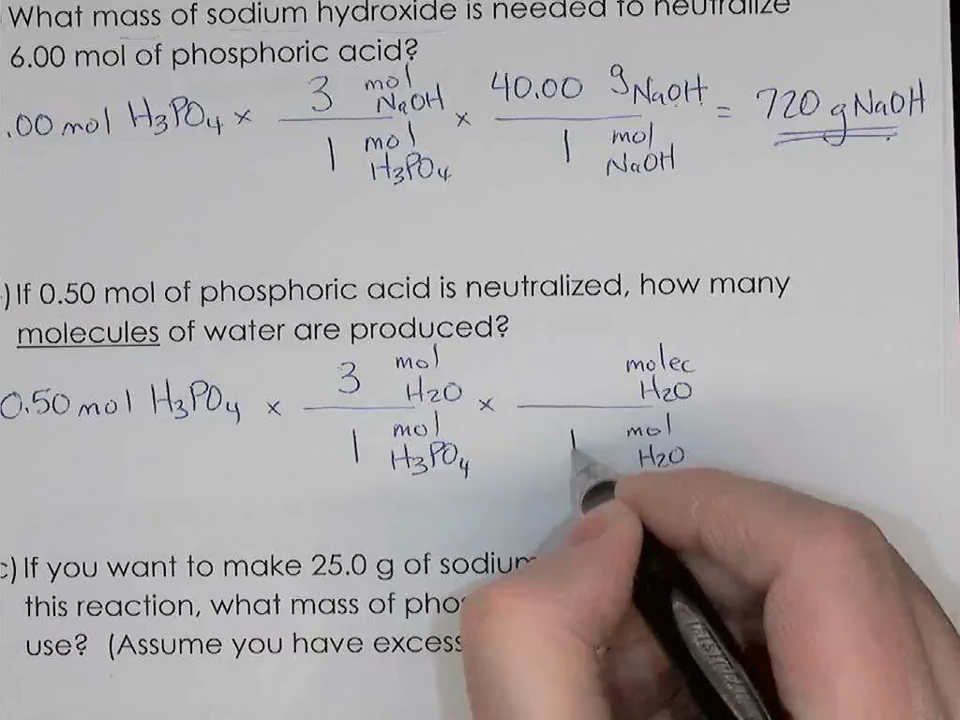 What mass of sodium hydroxide is needed to neutralize
6.00 mol of phosphoric acid?
.00 mol H3PO4 × 3 mol NaOH / 1 mol H3PO4 × 40.00 g NaOH / 1 mol NaOH = 720 g NaOH
)If 0.50 mol of phosphoric acid is neutralized, how many
molecules of water are produced?
0.50 mol H3PO4 × 3 mol H2O / 1 mol H3PO4 × molec H2O / 1 mol H2O
c) If you want to make 25.0 g of sodium
this reaction, what mass of pho
use? (Assume you have excess